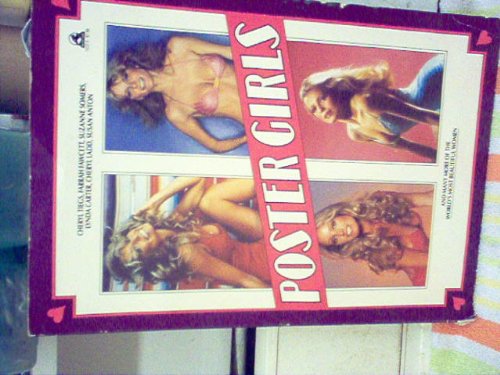 CHERYL TIEGS, FARRAH FAWCETT, SUZANNE SOMERS,
LYNDA CARTER, CHERYL LADD, SUSAN ANTON
POSTER GIRLS
AND MANY MORE OF THE
WORLD'S MOST BEAUTIFUL WOMEN